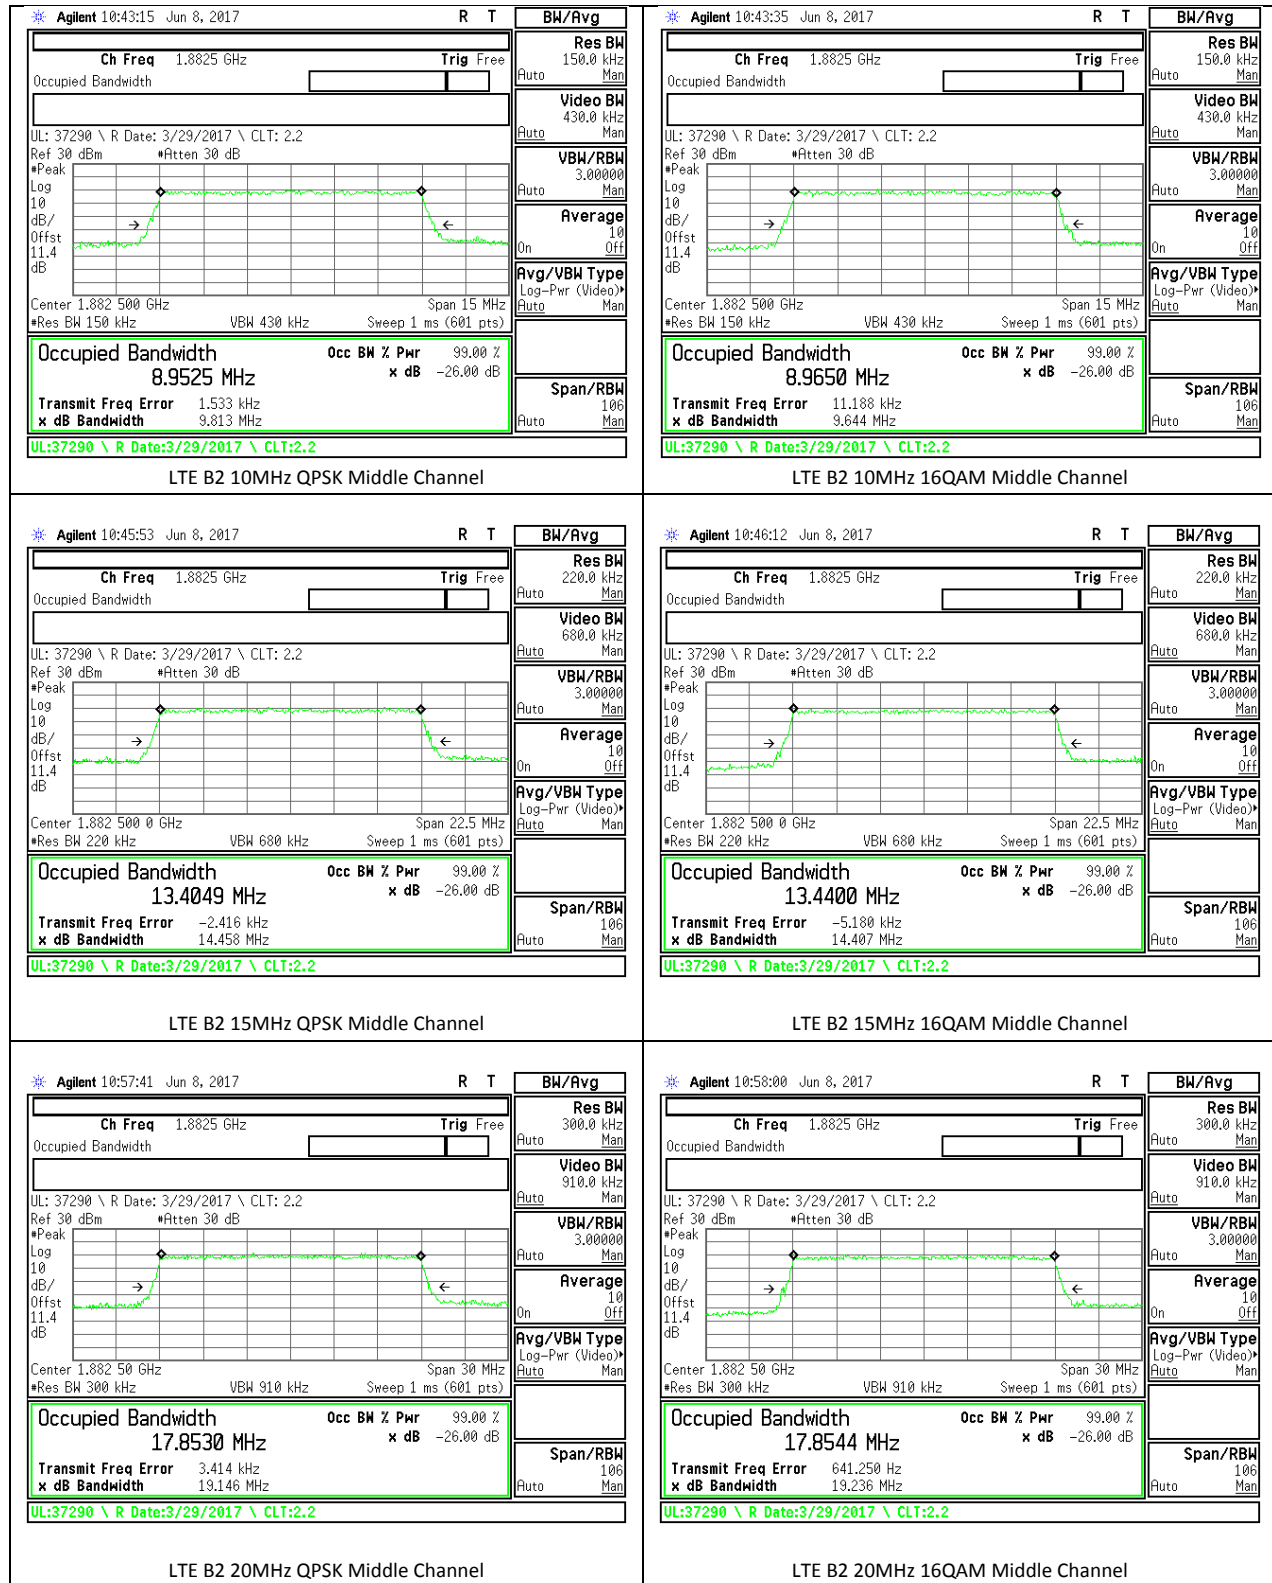 Agilent 10:43:15 Jun 8, 2017 R T BW/Avg
Ch Freq 1.8825 GHz Trig Free
Occupied Bandwidth
Res BW
150.0 kHz
Auto Man
Video BW
430.0 kHz
Auto Man
VBW/RBW
3.00000
Auto Man
Average
10
On Off
Avg/VBW Type
Log-Pwr (Video)
Auto Man
Span/RBW
106
Auto Man
UL: 37290 \ R Date: 3/29/2017 \ CLT: 2.2
Ref 30 dBm #Atten 30 dB
#Peak
Log
10
dB/
Offst
11.4
dB
Center 1.882 500 GHz Span 15 MHz
#Res BW 150 kHz VBW 430 kHz Sweep 1 ms (601 pts)
Occupied Bandwidth Occ BW % Pwr 99.00 %
8.9525 MHz x dB -26.00 dB
Transmit Freq Error 1.533 kHz
x dB Bandwidth 9.813 MHz
UL:37290 \ R Date:3/29/2017 \ CLT:2.2
LTE B2 10MHz QPSK Middle Channel
Agilent 10:43:35 Jun 8, 2017 R T BW/Avg
Ch Freq 1.8825 GHz Trig Free
Occupied Bandwidth
Res BW
150.0 kHz
Auto Man
Video BW
430.0 kHz
Auto Man
VBW/RBW
3.00000
Auto Man
Average
10
On Off
Avg/VBW Type
Log-Pwr (Video)
Auto Man
Span/RBW
106
Auto Man
UL: 37290 \ R Date: 3/29/2017 \ CLT: 2.2
Ref 30 dBm #Atten 30 dB
#Peak
Log
10
dB/
Offst
11.4
dB
Center 1.882 500 GHz Span 15 MHz
#Res BW 150 kHz VBW 430 kHz Sweep 1 ms (601 pts)
Occupied Bandwidth Occ BW % Pwr 99.00 %
8.9650 MHz x dB -26.00 dB
Transmit Freq Error 11.188 kHz
x dB Bandwidth 9.644 MHz
UL:37290 \ R Date:3/29/2017 \ CLT:2.2
LTE B2 10MHz 16QAM Middle Channel
Agilent 10:45:53 Jun 8, 2017 R T BW/Avg
Ch Freq 1.8825 GHz Trig Free
Occupied Bandwidth
Res BW
220.0 kHz
Auto Man
Video BW
680.0 kHz
Auto Man
VBW/RBW
3.00000
Auto Man
Average
10
On Off
Avg/VBW Type
Log-Pwr (Video)
Auto Man
Span/RBW
106
Auto Man
UL: 37290 \ R Date: 3/29/2017 \ CLT: 2.2
Ref 30 dBm #Atten 30 dB
#Peak
Log
10
dB/
Offst
11.4
dB
Center 1.882 500 0 GHz Span 22.5 MHz
#Res BW 220 kHz VBW 680 kHz Sweep 1 ms (601 pts)
Occupied Bandwidth Occ BW % Pwr 99.00 %
13.4049 MHz x dB -26.00 dB
Transmit Freq Error -2.416 kHz
x dB Bandwidth 14.458 MHz
UL:37290 \ R Date:3/29/2017 \ CLT:2.2
LTE B2 15MHz QPSK Middle Channel
Agilent 10:46:12 Jun 8, 2017 R T BW/Avg
Ch Freq 1.8825 GHz Trig Free
Occupied Bandwidth
Res BW
220.0 kHz
Auto Man
Video BW
680.0 kHz
Auto Man
VBW/RBW
3.00000
Auto Man
Average
10
On Off
Avg/VBW Type
Log-Pwr (Video)
Auto Man
Span/RBW
106
Auto Man
UL: 37290 \ R Date: 3/29/2017 \ CLT: 2.2
Ref 30 dBm #Atten 30 dB
#Peak
Log
10
dB/
Offst
11.4
dB
Center 1.882 500 0 GHz Span 22.5 MHz
#Res BW 220 kHz VBW 680 kHz Sweep 1 ms (601 pts)
Occupied Bandwidth Occ BW % Pwr 99.00 %
13.4400 MHz x dB -26.00 dB
Transmit Freq Error -5.180 kHz
x dB Bandwidth 14.407 MHz
UL:37290 \ R Date:3/29/2017 \ CLT:2.2
LTE B2 15MHz 16QAM Middle Channel
Agilent 10:57:41 Jun 8, 2017 R T BW/Avg
Ch Freq 1.8825 GHz Trig Free
Occupied Bandwidth
Res BW
300.0 kHz
Auto Man
Video BW
910.0 kHz
Auto Man
VBW/RBW
3.00000
Auto Man
Average
10
On Off
Avg/VBW Type
Log-Pwr (Video)
Auto Man
Span/RBW
106
Auto Man
UL: 37290 \ R Date: 3/29/2017 \ CLT: 2.2
Ref 30 dBm #Atten 30 dB
#Peak
Log
10
dB/
Offst
11.4
dB
Center 1.882 50 GHz Span 30 MHz
#Res BW 300 kHz VBW 910 kHz Sweep 1 ms (601 pts)
Occupied Bandwidth Occ BW % Pwr 99.00 %
17.8530 MHz x dB -26.00 dB
Transmit Freq Error 3.414 kHz
x dB Bandwidth 19.146 MHz
UL:37290 \ R Date:3/29/2017 \ CLT:2.2
LTE B2 20MHz QPSK Middle Channel
Agilent 10:58:00 Jun 8, 2017 R T BW/Avg
Ch Freq 1.8825 GHz Trig Free
Occupied Bandwidth
Res BW
300.0 kHz
Auto Man
Video BW
910.0 kHz
Auto Man
VBW/RBW
3.00000
Auto Man
Average
10
On Off
Avg/VBW Type
Log-Pwr (Video)
Auto Man
Span/RBW
106
Auto Man
UL: 37290 \ R Date: 3/29/2017 \ CLT: 2.2
Ref 30 dBm #Atten 30 dB
#Peak
Log
10
dB/
Offst
11.4
dB
Center 1.882 50 GHz Span 30 MHz
#Res BW 300 kHz VBW 910 kHz Sweep 1 ms (601 pts)
Occupied Bandwidth Occ BW % Pwr 99.00 %
17.8544 MHz x dB -26.00 dB
Transmit Freq Error 641.250 Hz
x dB Bandwidth 19.236 MHz
UL:37290 \ R Date:3/29/2017 \ CLT:2.2
LTE B2 20MHz 16QAM Middle Channel